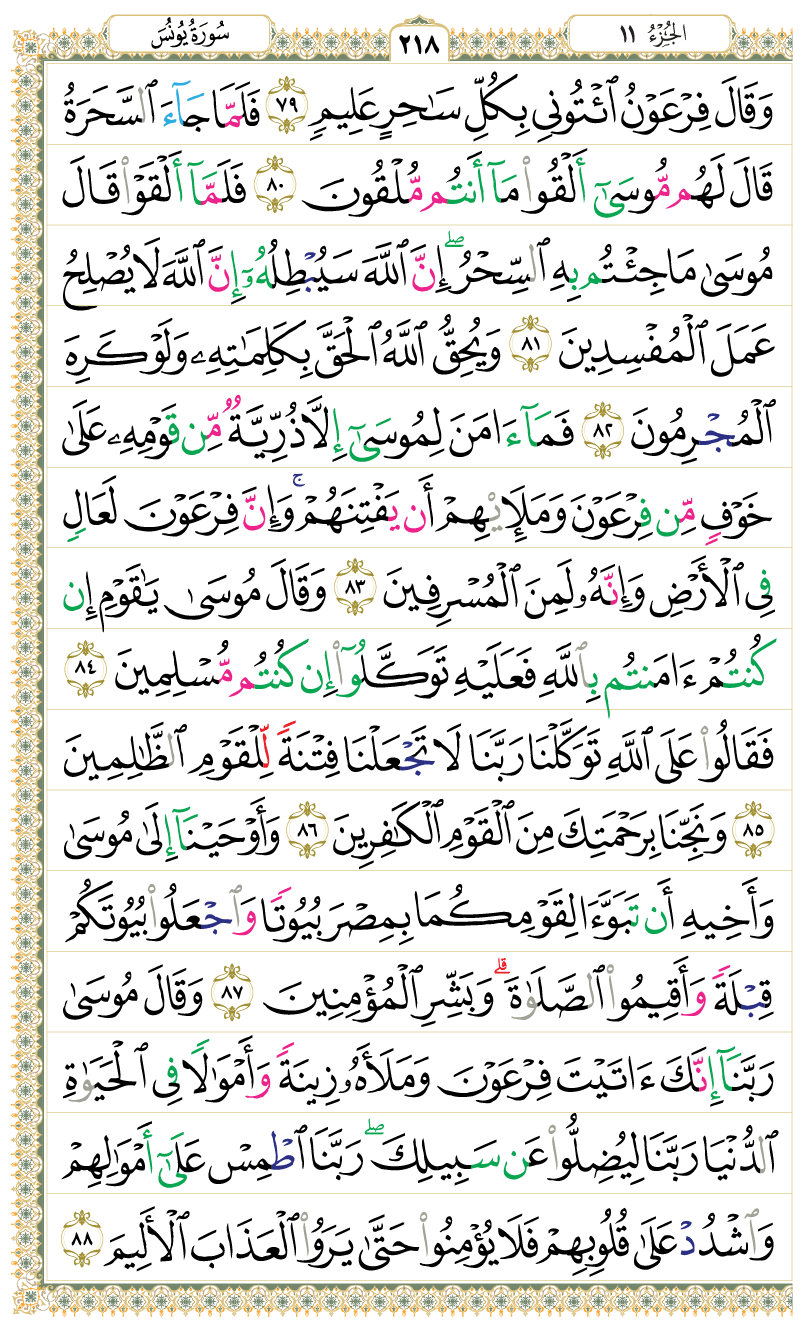 الجُزْءُ ١١
٢١٨
سُورَةُ يُونُسَ
وَقَالَ فِرْعَوْنُ ٱئْتُونِي بِكُلِّ سَٰحِرٍ عَلِيمٍ ٧٩ فَلَمَّا جَآءَ ٱلسَّحَرَةُ
قَالَ لَهُم مُّوسَىٰٓ أَلْقُوا۟ مَآ أَنتُم مُّلْقُونَ ٨٠ فَلَمَّآ أَلْقَوْا۟ قَالَ
مُوسَىٰ مَا جِئْتُم بِهِ ٱلسِّحْرُ ۖ إِنَّ ٱللَّهَ سَيُبْطِلُهُۥٓ إِنَّ ٱللَّهَ لَا يُصْلِحُ
عَمَلَ ٱلْمُفْسِدِينَ ٨١ وَيُحِقُّ ٱللَّهُ ٱلْحَقَّ بِكَلِمَٰتِهِۦ وَلَوْ كَرِهَ
ٱلْمُجْرِمُونَ ٨٢ فَمَآ ءَامَنَ لِمُوسَىٰٓ إِلَّا ذُرِّيَّةٌ مِّن قَوْمِهِۦ عَلَىٰ
خَوْفٍ مِّن فِرْعَوْنَ وَمَلَإِي۟هِمْ أَن يَفْتِنَهُمْ ۚ وَإِنَّ فِرْعَوْنَ لَعَالٍ
فِي ٱلْأَرْضِ وَإِنَّهُۥ لَمِنَ ٱلْمُسْرِفِينَ ٨٣ وَقَالَ مُوسَىٰ يَٰقَوْمِ إِن
كُنتُمْ ءَامَنتُم بِٱللَّهِ فَعَلَيْهِ تَوَكَّلُوٓا۟ إِن كُنتُم مُّسْلِمِينَ ٨٤
فَقَالُوا۟ عَلَى ٱللَّهِ تَوَكَّلْنَا رَبَّنَا لَا تَجْعَلْنَا فِتْنَةً لِّلْقَوْمِ ٱلظَّٰلِمِينَ
٨٥ وَنَجِّنَا بِرَحْمَتِكَ مِنَ ٱلْقَوْمِ ٱلْكَٰفِرِينَ ٨٦ وَأَوْحَيْنَآ إِلَىٰ مُوسَىٰ
وَأَخِيهِ أَن تَبَوَّءَا لِقَوْمِكُمَا بِمِصْرَ بُيُوتًا وَٱجْعَلُوا۟ بُيُوتَكُمْ
قِبْلَةً وَأَقِيمُوا۟ ٱلصَّلَوٰةَ ۗ وَبَشِّرِ ٱلْمُؤْمِنِينَ ٨٧ وَقَالَ مُوسَىٰ
رَبَّنَآ إِنَّكَ ءَاتَيْتَ فِرْعَوْنَ وَمَلَأَهُۥ زِينَةً وَأَمْوَٰلًا فِي ٱلْحَيَوٰةِ
ٱلدُّنْيَا رَبَّنَا لِيُضِلُّوا۟ عَن سَبِيلِكَ ۖ رَبَّنَا ٱطْمِسْ عَلَىٰٓ أَمْوَٰلِهِمْ
وَٱشْدُدْ عَلَىٰ قُلُوبِهِمْ فَلَا يُؤْمِنُوا۟ حَتَّىٰ يَرَوُا۟ ٱلْعَذَابَ ٱلْأَلِيمَ ٨٨